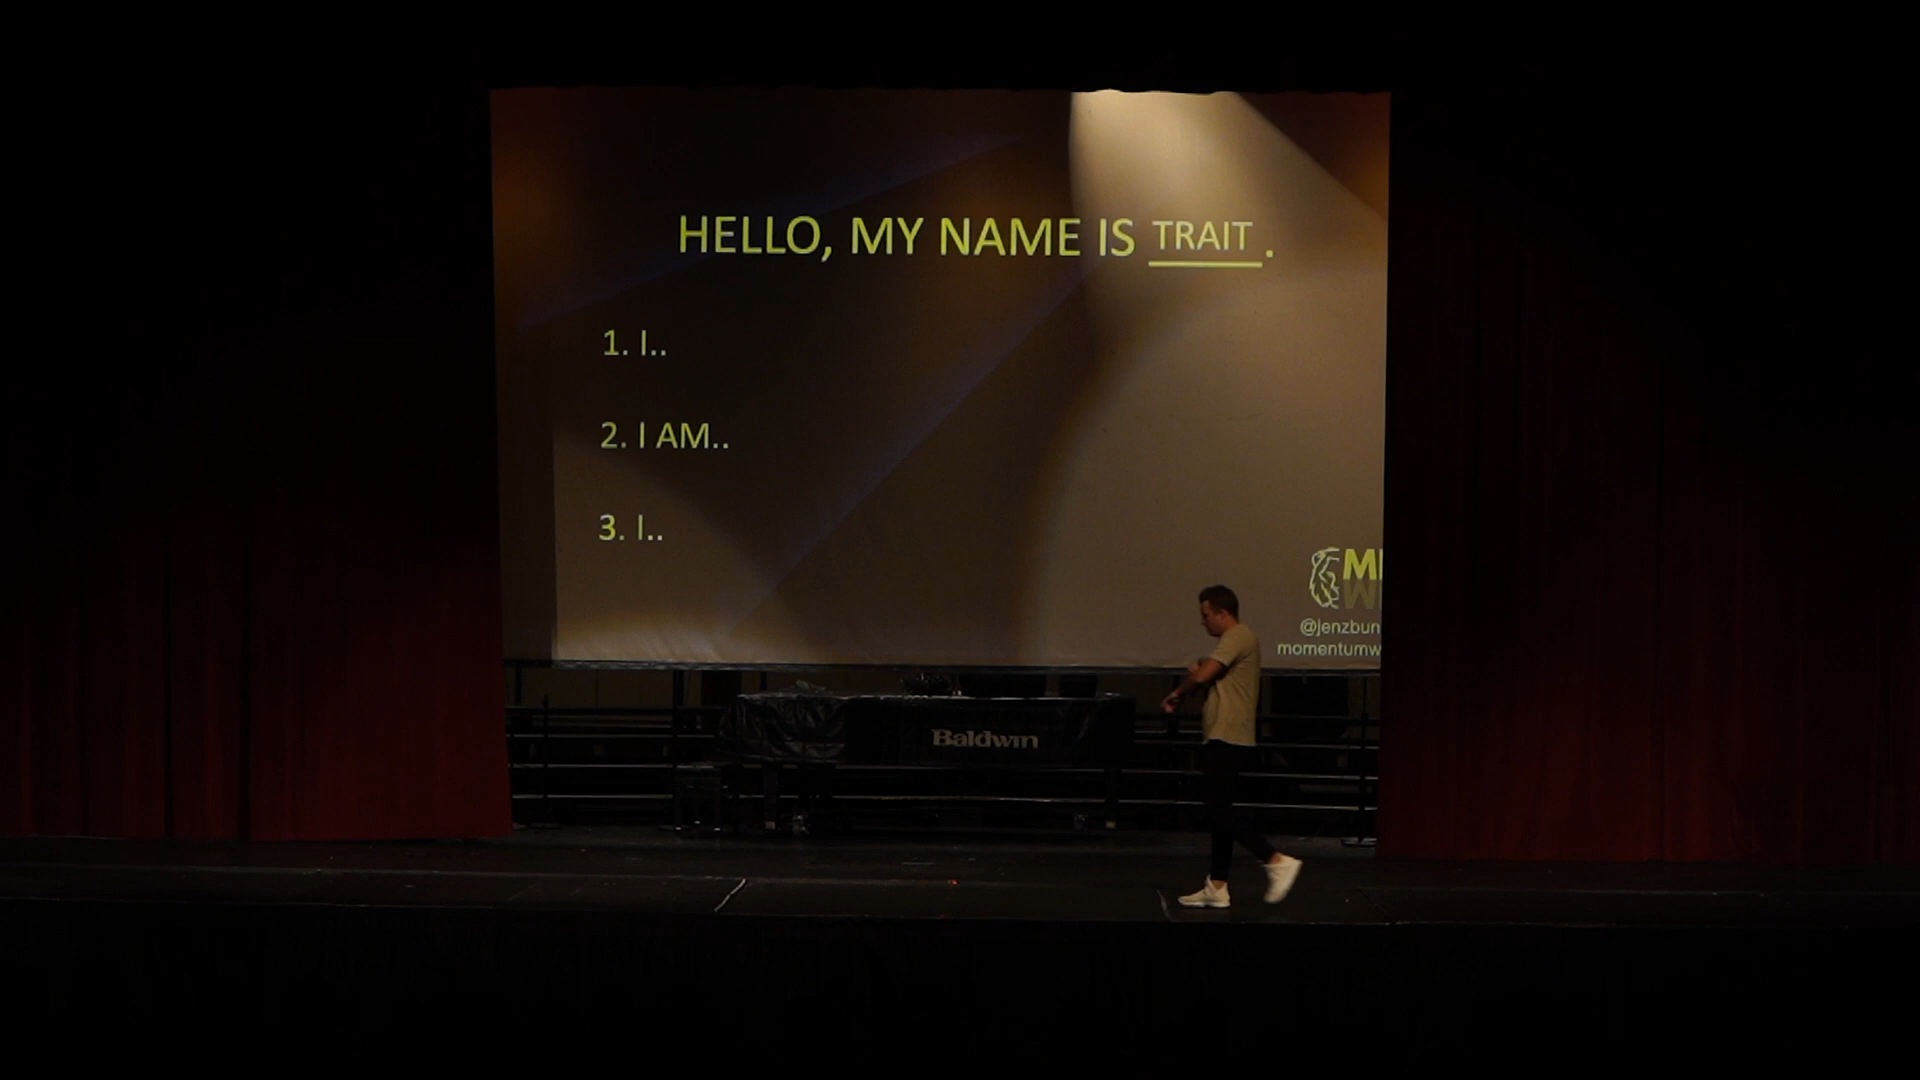 HELLO, MY NAME IS TRAIT.
1. I..
2. I AM..
3. I..
@jenzbun
momentumw
Baldwin